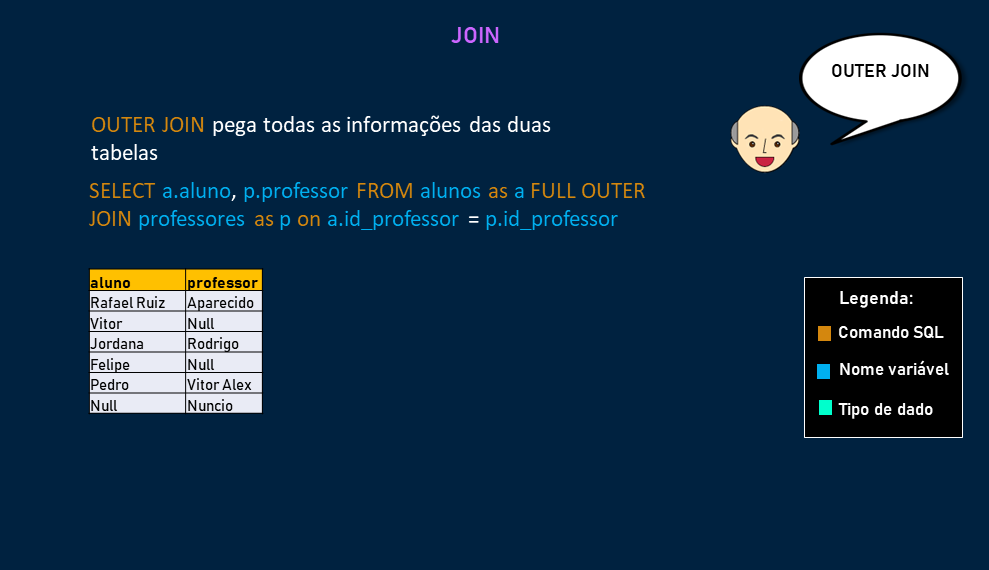 JOIN
OUTER JOIN
OUTER JOIN pega todas as informações das duas
tabelas
SELECT a.aluno, p.professor FROM alunos as a FULL OUTER
JOIN professores as p on a.id_professor = p.id_professor
aluno professor
Rafael Ruiz Aparecido
Vitor Null
Jordana Rodrigo
Felipe Null
Pedro Vitor Alex
Null Nuncio
Legenda:
Comando SQL
Nome variável
Tipo de dado